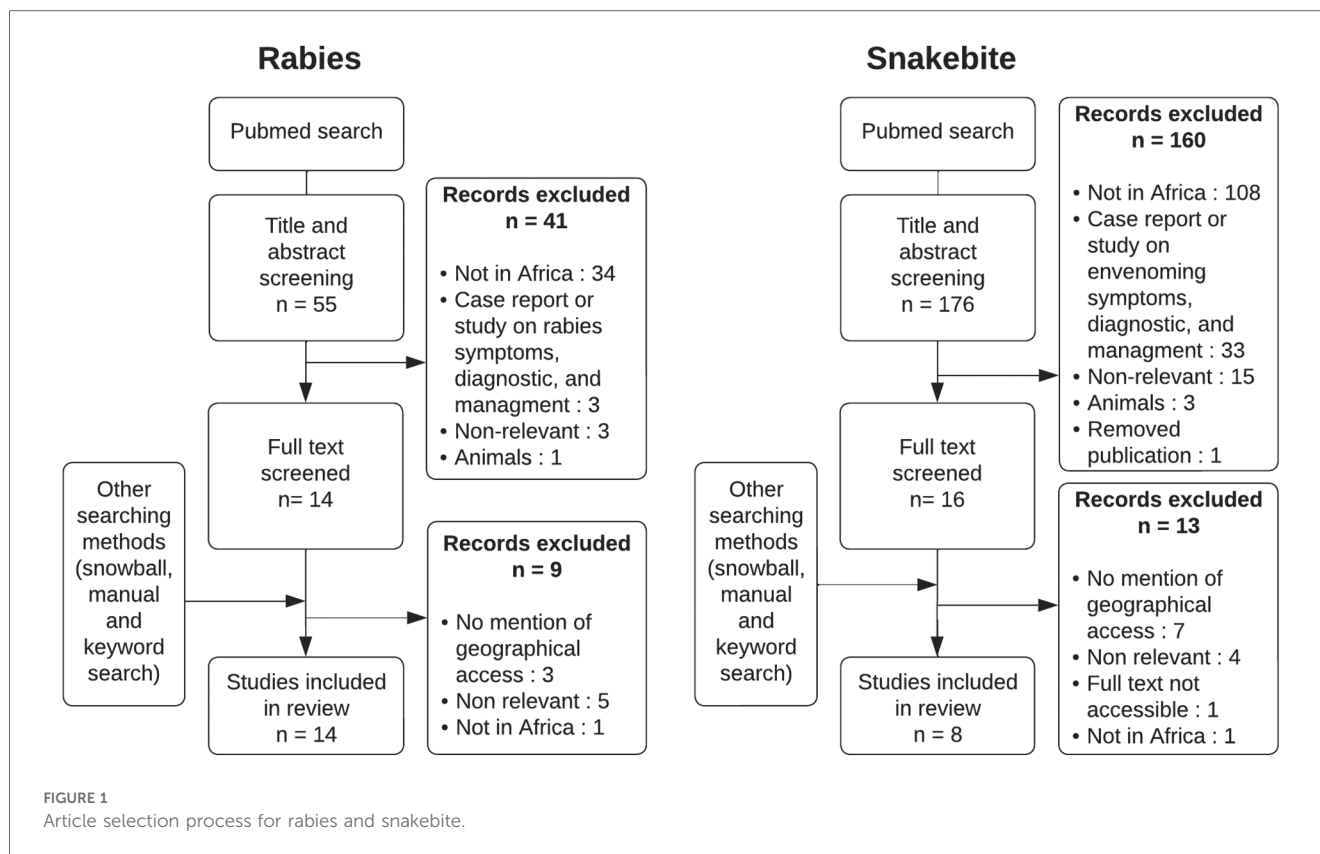 Rabies
Pubmed search
Title and
abstract
screening
n = 55
Records excluded
n = 41
• Not in Africa : 34
• Case report or
study on rabies
symptoms,
diagnostic, and
managment : 3
• Non-relevant : 3
• Animals : 1
Full text
screened
n= 14
Other
searching
methods
(snowball,
manual
and
keyword
search)
Records excluded
n = 9
• No mention of
geographical
access : 3
• Non relevant : 5
• Not in Africa : 1
Studies included
in review
n = 14
Snakebite
Pubmed search
Title and
abstract
screening
n = 176
Records excluded
n = 160
• Not in Africa : 108
• Case report or
study on
envenoming
symptoms,
diagnostic, and
managment : 33
• Non-relevant : 15
• Animals : 3
• Removed
publication : 1
Full text
screened
n = 16
Other
searching
methods
(snowball,
manual
and
keyword
search)
Records excluded
n = 13
• No mention of
geographical
access : 7
• Non relevant : 4
• Full text not
accessible : 1
• Not in Africa : 1
Studies included
in review
n = 8
FIGURE 1
Article selection process for rabies and snakebite.